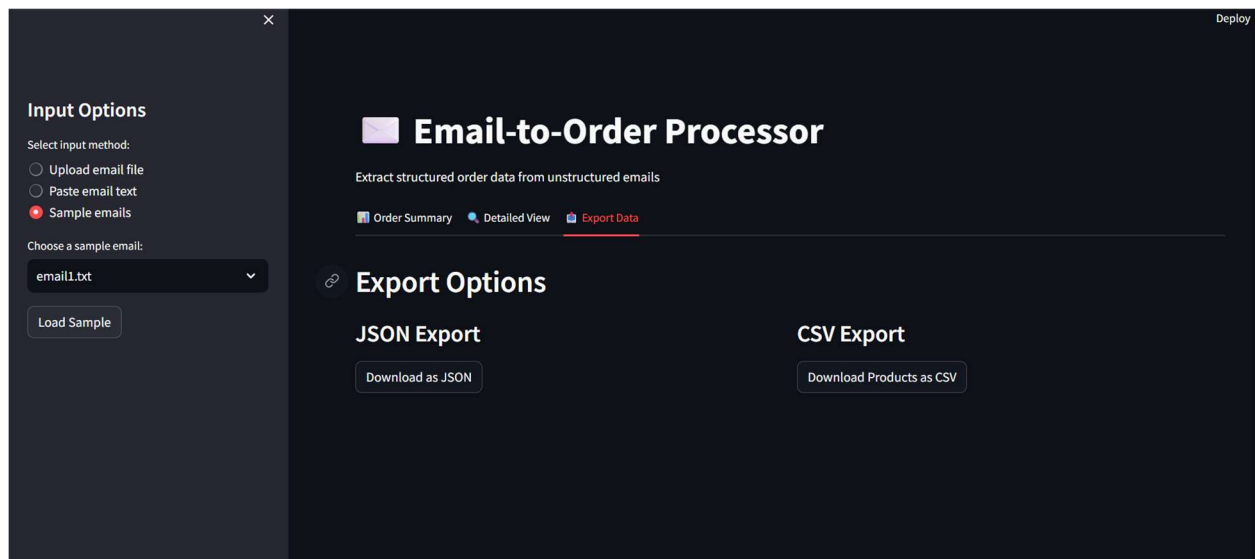 Deploy
Input Options
Select input method:
Upload email file
Paste email text
Sample emails
Choose a sample email:
email1.txt
Load Sample
Email-to-Order Processor
Extract structured order data from unstructured emails
Order Summary Detailed View Export Data
Export Options
JSON Export CSV Export
Download as JSON Download Products as CSV